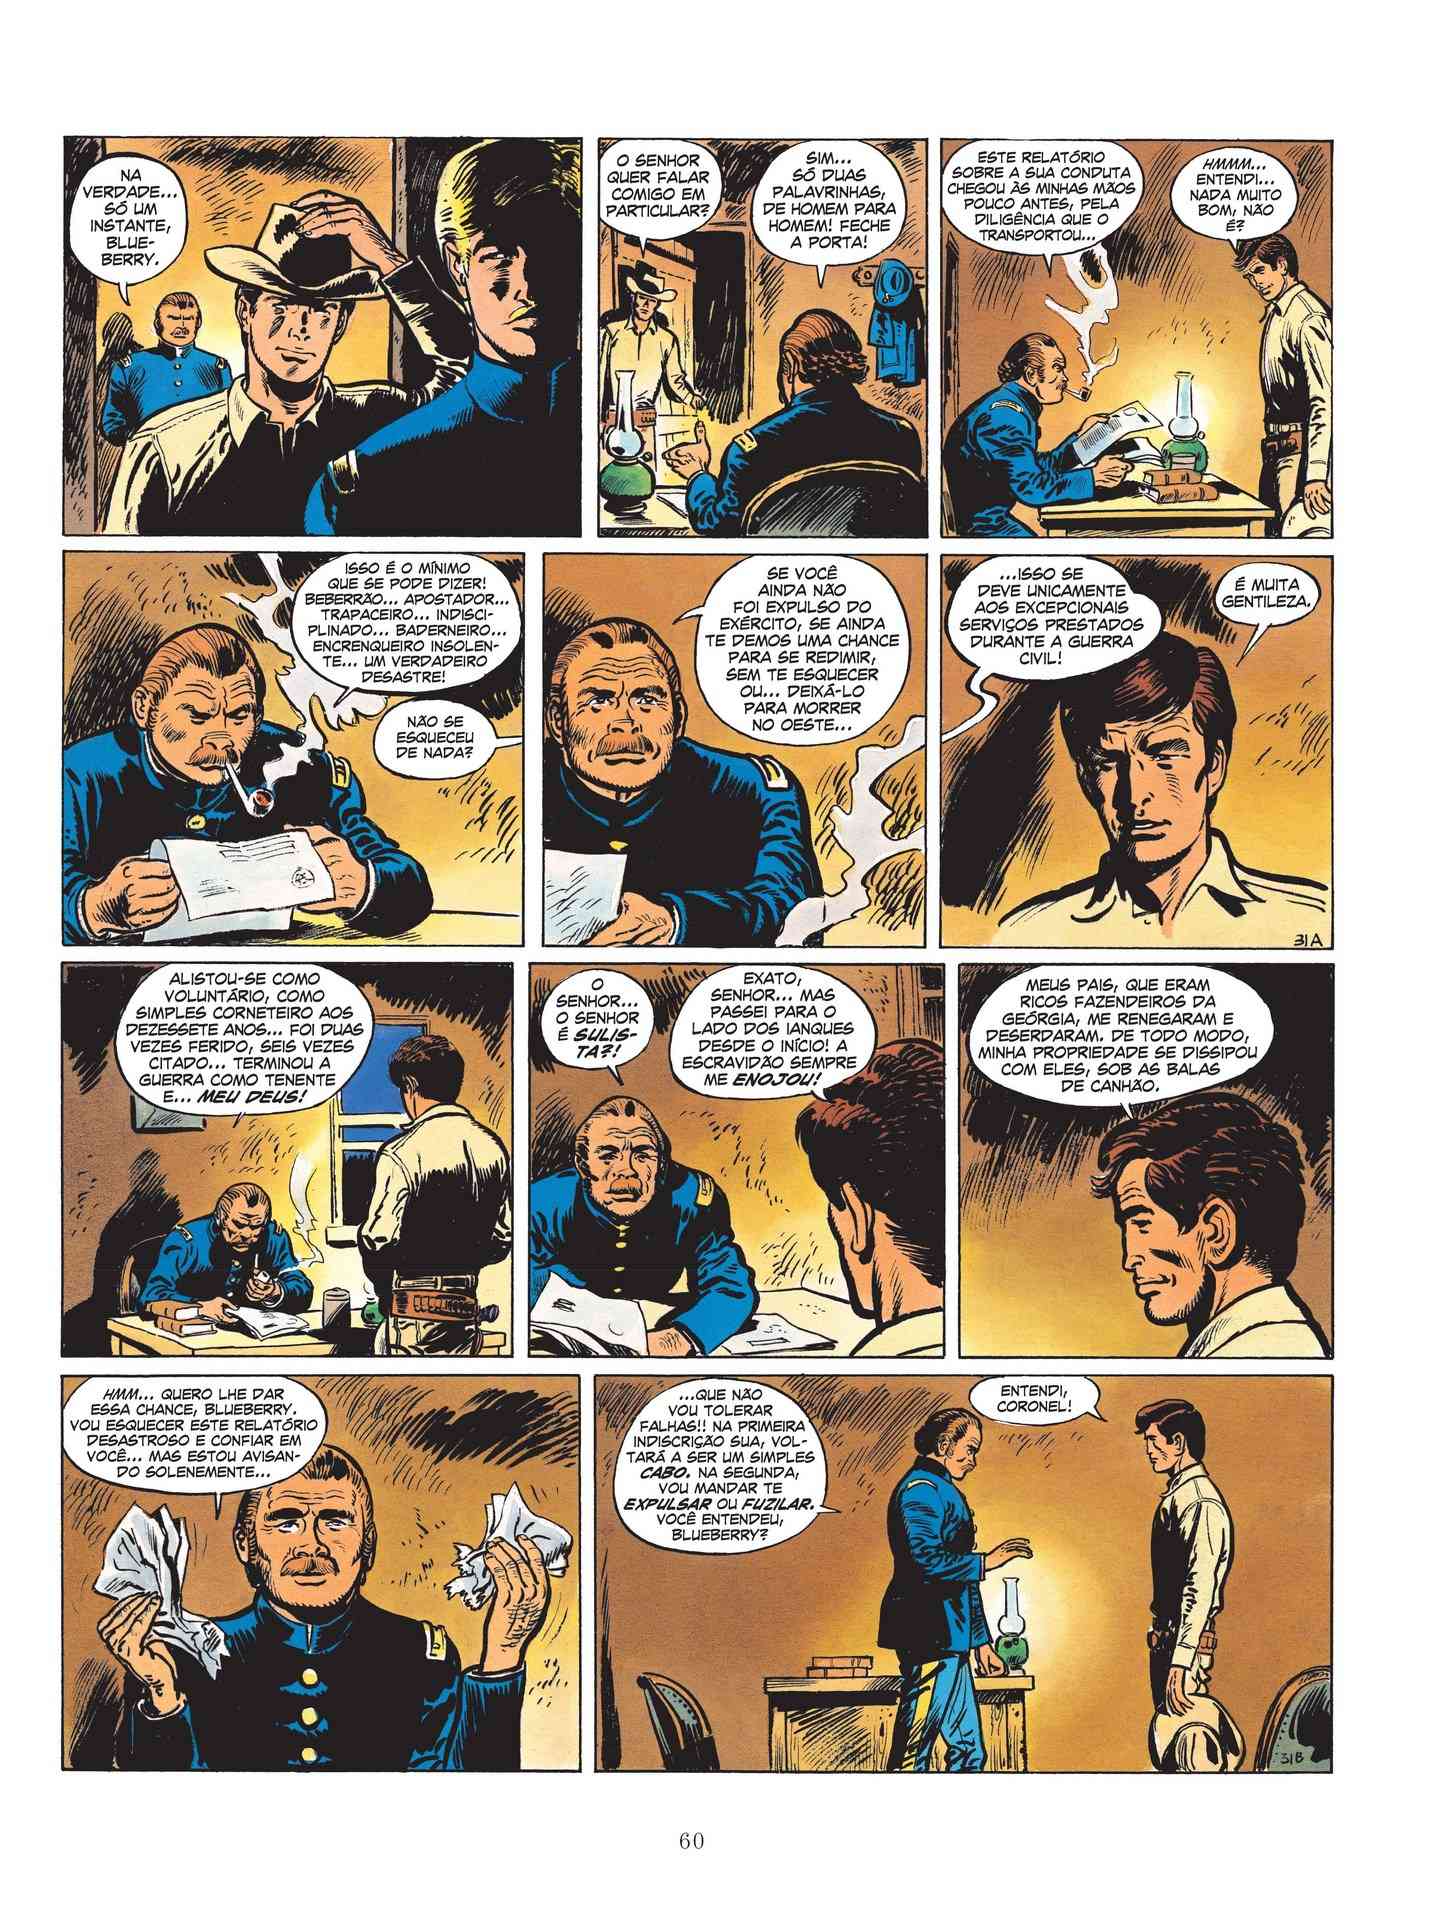 NA
VERDADE...
SÓ UM
INSTANTE,
BLUE-
BERRY.
O SENHOR
QUER FALAR
COMIGO EM
PARTICULAR?
SIM...
SÓ DUAS
PALAVRINHAS,
DE HOMEM PARA
HOMEM! FECHE
A PORTA!
ESTE RELATÓRIO
SOBRE A SUA CONDUTA
CHEGOU ÀS MINHAS MÃOS
POUCO ANTES, PELA
DILIGÊNCIA QUE O
TRANSPORTOU...
HMMM...
ENTENDI...
NADA MUITO
BOM, NÃO
É?
ISSO É O MÍNIMO
QUE SE PODE DIZER!
BEBERRÃO... APOSTADOR...
TRAPACEIRO... INDISCI-
PLINADO... BADERNEIRO...
ENCRENQUEIRO INSOLEN-
TE... UM VERDADEIRO
DESASTRE!
NÃO SE
ESQUECEU
DE NADA?
SE VOCÊ
AINDA NÃO
FOI EXPULSO DO
EXÉRCITO, SE AINDA
TE DEMOS UMA CHANCE
PARA SE REDIMIR,
SEM TE ESQUECER
OU... DEIXÁ-LO
PARA MORRER
NO OESTE...
...ISSO SE
DEVE UNICAMENTE
AOS EXCEPCIONAIS
SERVIÇOS PRESTADOS
DURANTE A GUERRA
CIVIL!
É MUITA
GENTILEZA.
31A
ALISTOU-SE COMO
VOLUNTÁRIO, COMO
SIMPLES CORNETEIRO AOS
DEZESSETE ANOS... FOI DUAS
VEZES FERIDO, SEIS VEZES
CITADO... TERMINOU A
GUERRA COMO TENENTE
E... MEU DEUS!
O
SENHOR...
O SENHOR
É SULIS-
TA?!
EXATO,
SENHOR... MAS
PASSEI PARA O
LADO DOS IANQUES
DESDE O INÍCIO! A
ESCRAVIDÃO SEMPRE
ME ENOJOU!
MEUS PAIS, QUE ERAM
RICOS FAZENDEIROS DA
GEÓRGIA, ME RENEGARAM E
DESERDARAM. DE TODO MODO,
MINHA PROPRIEDADE SE DISSIPOU
COM ELES, SOB AS BALAS
DE CANHÃO.
HMM... QUERO LHE DAR
ESSA CHANCE, BLUEBERRY.
VOU ESQUECER ESTE RELATÓRIO
DESASTROSO E CONFIAR EM
VOCÊ... MAS ESTOU AVISAN-
DO SOLENEMENTE...
...QUE NÃO
VOU TOLERAR
FALHAS!! NA PRIMEIRA
INDISCRIÇÃO SUA, VOL-
TARÁ A SER UM SIMPLES
CABO. NA SEGUNDA,
VOU MANDAR TE
EXPULSAR OU FUZILAR.
VOCÊ ENTENDEU,
BLUEBERRY?
ENTENDI,
CORONEL!
31B
60